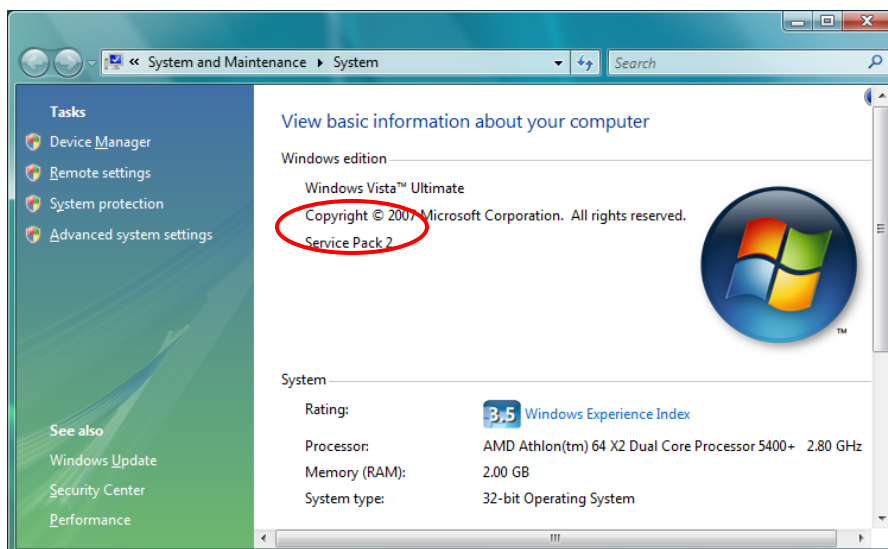 « System and Maintenance ▸ System
Search
Tasks
Device Manager
Remote settings
System protection
Advanced system settings
See also
Windows Update
Security Center
Performance
View basic information about your computer
Windows edition
Windows Vista™ Ultimate
Copyright © 2007 Microsoft Corporation. All rights reserved.
Service Pack 2
TM
System
Rating:
3.5 Windows Experience Index
Processor:
AMD Athlon(tm) 64 X2 Dual Core Processor 5400+ 2.80 GHz
Memory (RAM):
2.00 GB
System type:
32-bit Operating System